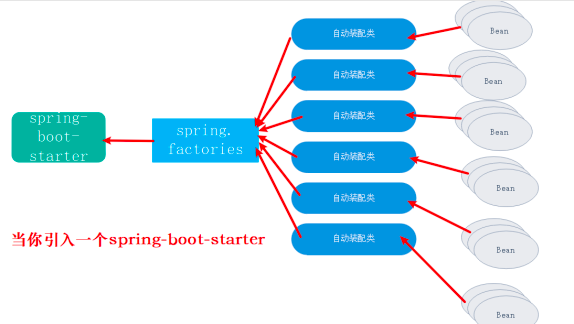 自动装配类
Bean
自动装配类
Bean
spring-
boot-
starter
spring.
factories
自动装配类
Bean
自动装配类
Bean
自动装配类
当你引入一个spring-boot-starter
自动装配类
Bean
Bean